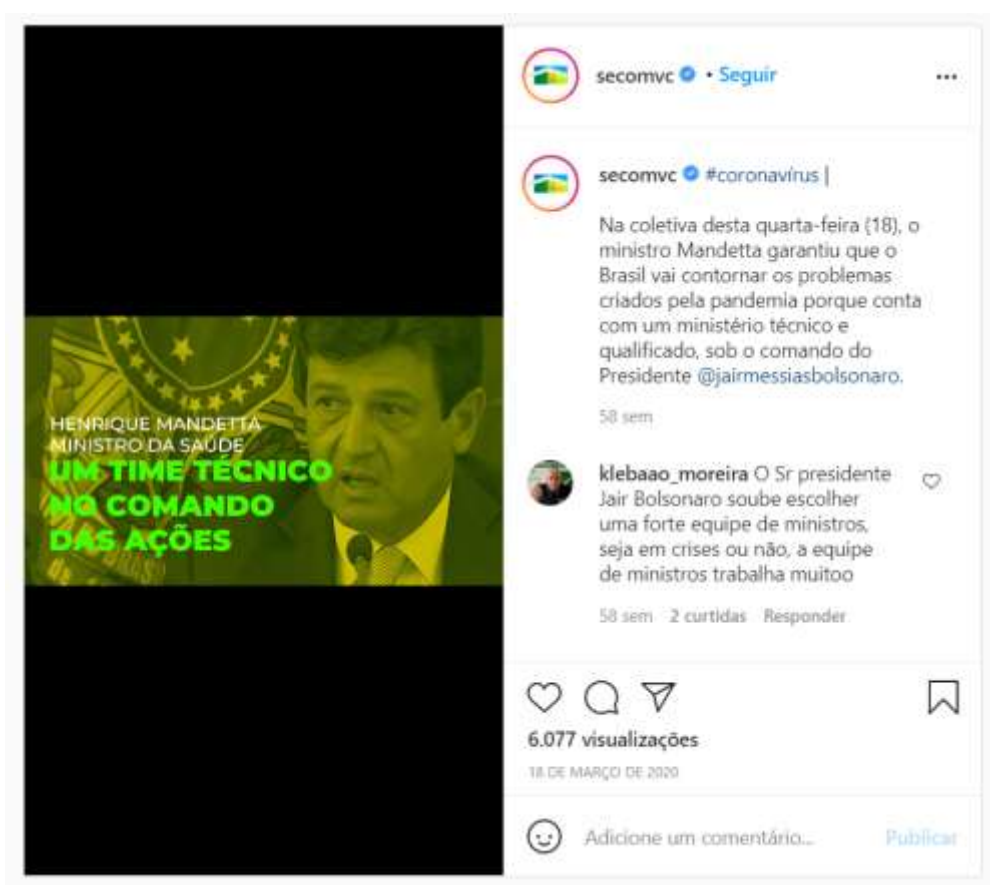 secomvc • Seguir
secomvc #coronavírus |
Na coletiva desta quarta-feira (18), o
ministro Mandetta garantiu que o
Brasil vai contornar os problemas
criados pela pandemia porque conta
com um ministério técnico e
qualificado, sob o comando do
Presidente @jairmessiasbolsonaro.
58 sem
HENRIQUE MANDETTA
MINISTRO DA SAÚDE
UM TIME TÉCNICO
NO COMANDO
DAS AÇÕES
klebaao_moreira O Sr presidente
Jair Bolsonaro soube escolher
uma forte equipe de ministros,
seja em crises ou não, a equipe
de ministros trabalha muitoo
58 sem 2 curtidas Responder
6.077 visualizações
18 DE MARÇO DE 2020
Adicione um comentário... Publicar